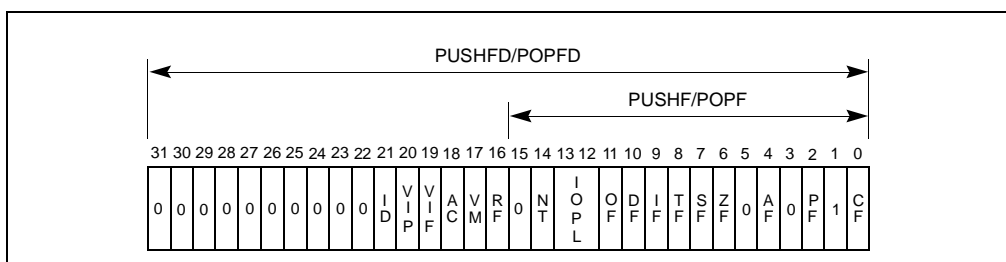 PUSHFD/POPFD
PUSHF/POPF
31 30 29 28 27 26 25 24 23 22 21 20 19 18 17 16 15 14 13 12 11 10 9 8 7 6 5 4 3 2 1 0
0 0 0 0 0 0 0 0 0 0 ID VIP VIF AC VM RF 0 NT IOPL OF DF IF TF SF ZF 0 AF 0 PF 1 CF